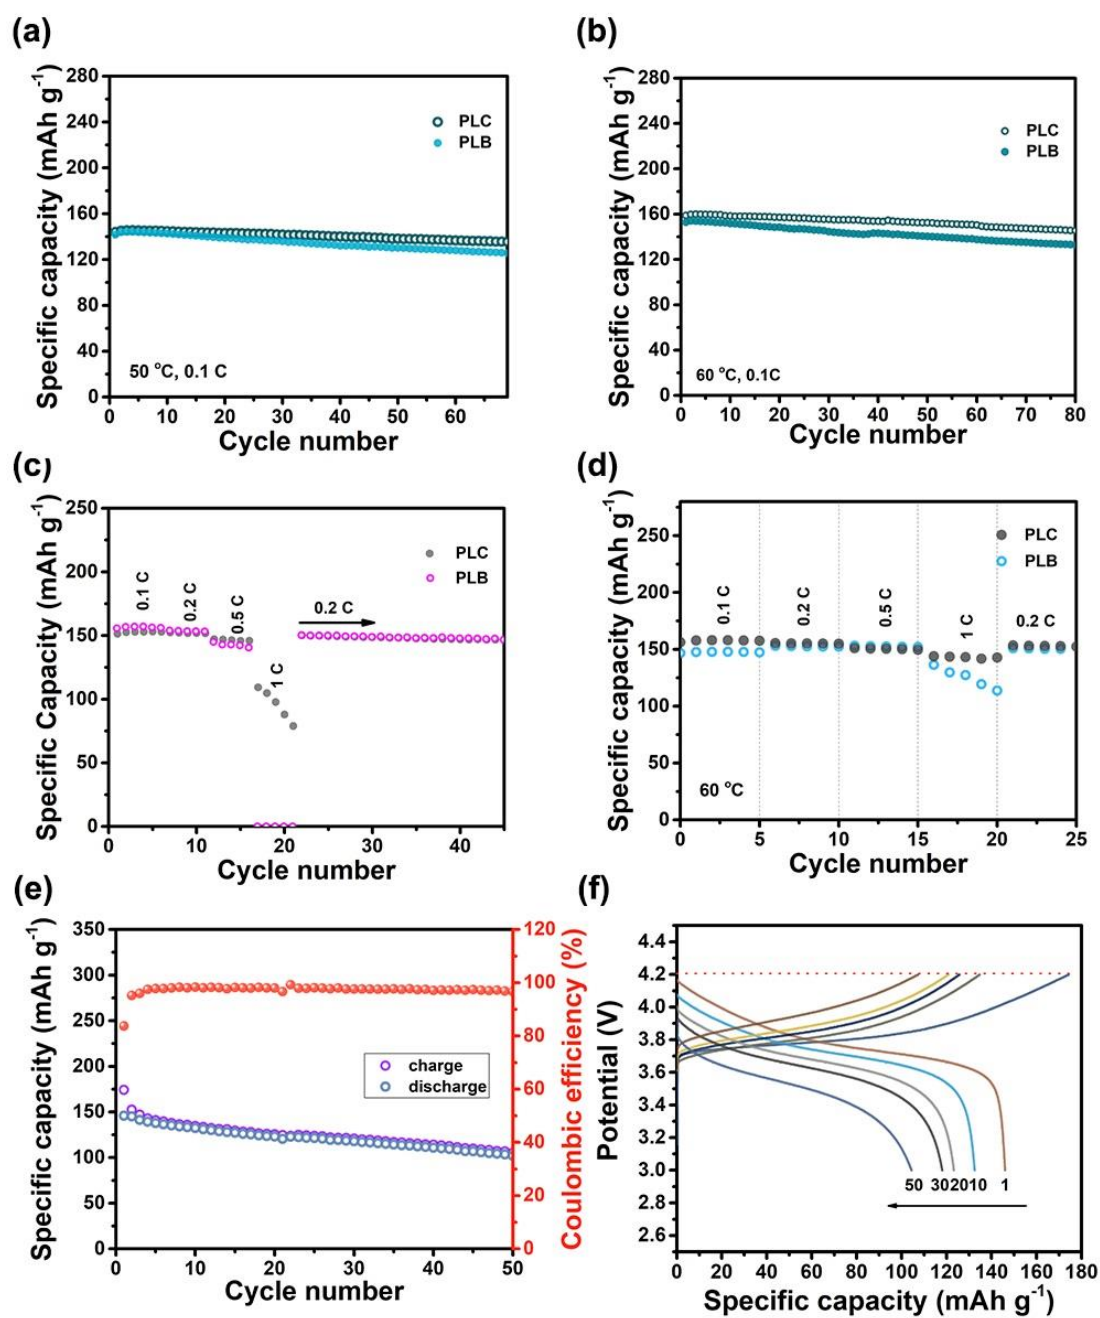 (a)
280
240
200
160
120
80
40
0
Specific capacity (mAh g⁻¹)
PLC
PLB
50 °C, 0.1 C
0 10 20 30 40 50 60
Cycle number
(b)
280
240
200
160
120
80
40
0
Specific capacity (mAh g⁻¹)
PLC
PLB
60 °C, 0.1C
0 10 20 30 40 50 60 70 80
Cycle number
(c)
250
200
150
100
50
0
Specific Capacity (mAh g⁻¹)
PLC
PLB
0.1 C
0.2 C
0.5 C
1 C
0.2 C
0 10 20 30 40
Cycle number
(d)
250
200
150
100
50
0
Specific capacity (mAh g⁻¹)
PLC
PLB
0.1 C
0.2 C
0.5 C
1 C
0.2 C
60 °C
0 5 10 15 20 25
Cycle number
(e)
350
300
250
200
150
100
50
0
Specific capacity (mAh g⁻¹)
charge
discharge
120
100
80
60
40
20
0
Coulombic efficiency (%)
0 10 20 30 40 50
Cycle number
(f)
4.4
4.2
4.0
3.8
3.6
3.4
3.2
3.0
2.8
2.6
Potential (V)
50 30 20 10 1
0 20 40 60 80 100 120 140 160 180
Specific capacity (mAh g⁻¹)